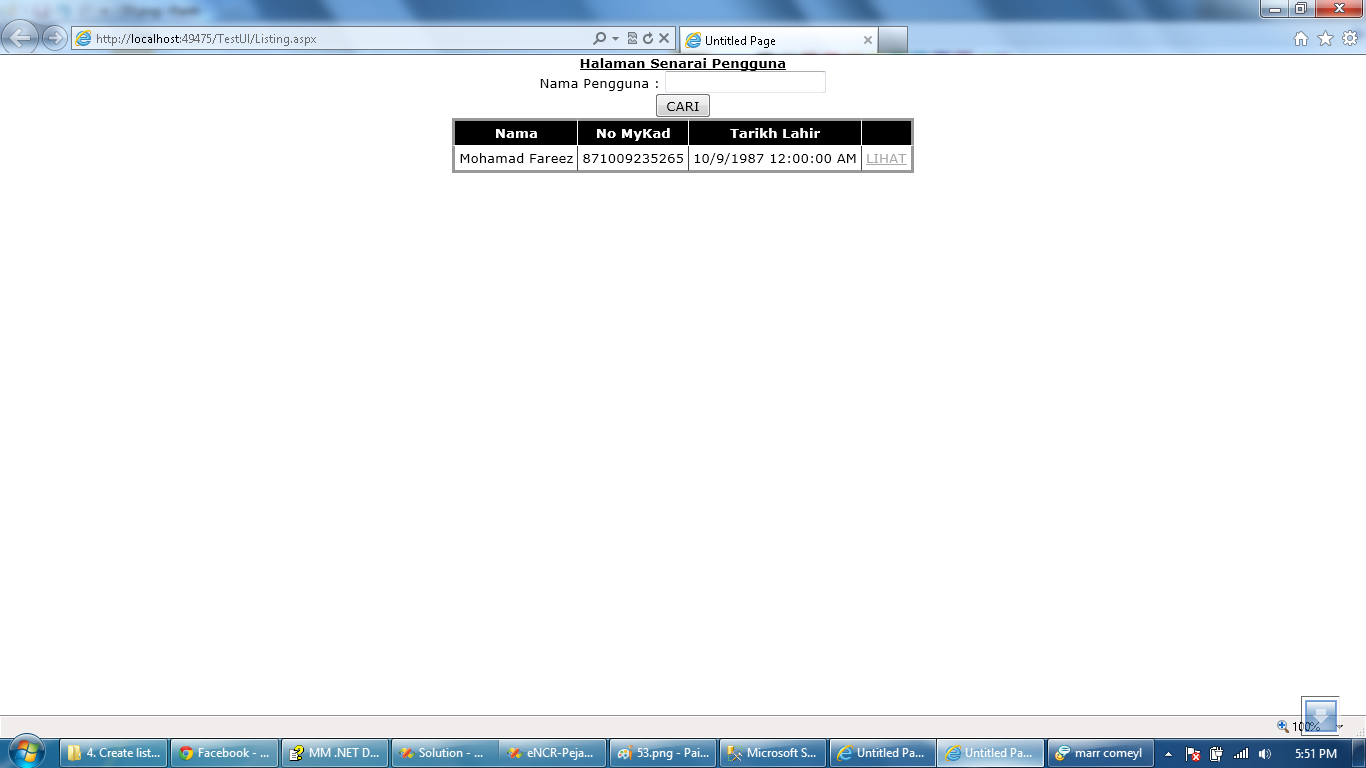 http://localhost:49475/TestUI/Listing.aspx
Untitled Page
Halaman Senarai Pengguna
Nama Pengguna :
CARI
Nama No MyKad Tarikh Lahir
Mohamad Fareez 871009235265 10/9/1987 12:00:00 AM LIHAT
100%
4. Create list... Facebook - ... MM .NET D... Solution - ... eNCR-Peja... 53.png - Pai... Microsoft S... Untitled Pa... Untitled Pa... marr comeyl 5:51 PM